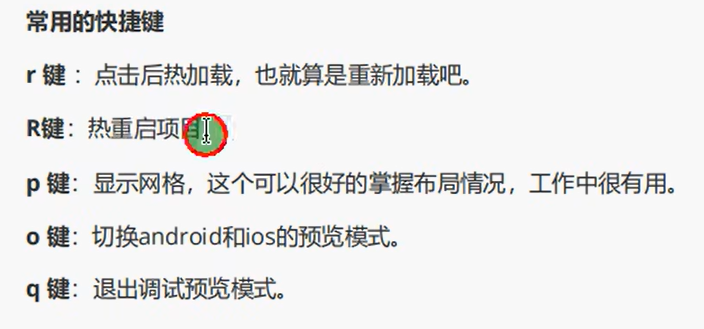 常用的快捷键
r 键 ：点击后热加载，也就算是重新加载吧。
R键：热重启项目
p 键：显示网格，这个可以很好的掌握布局情况，工作中很有用。
o 键：切换android和ios的预览模式。
q 键：退出调试预览模式。